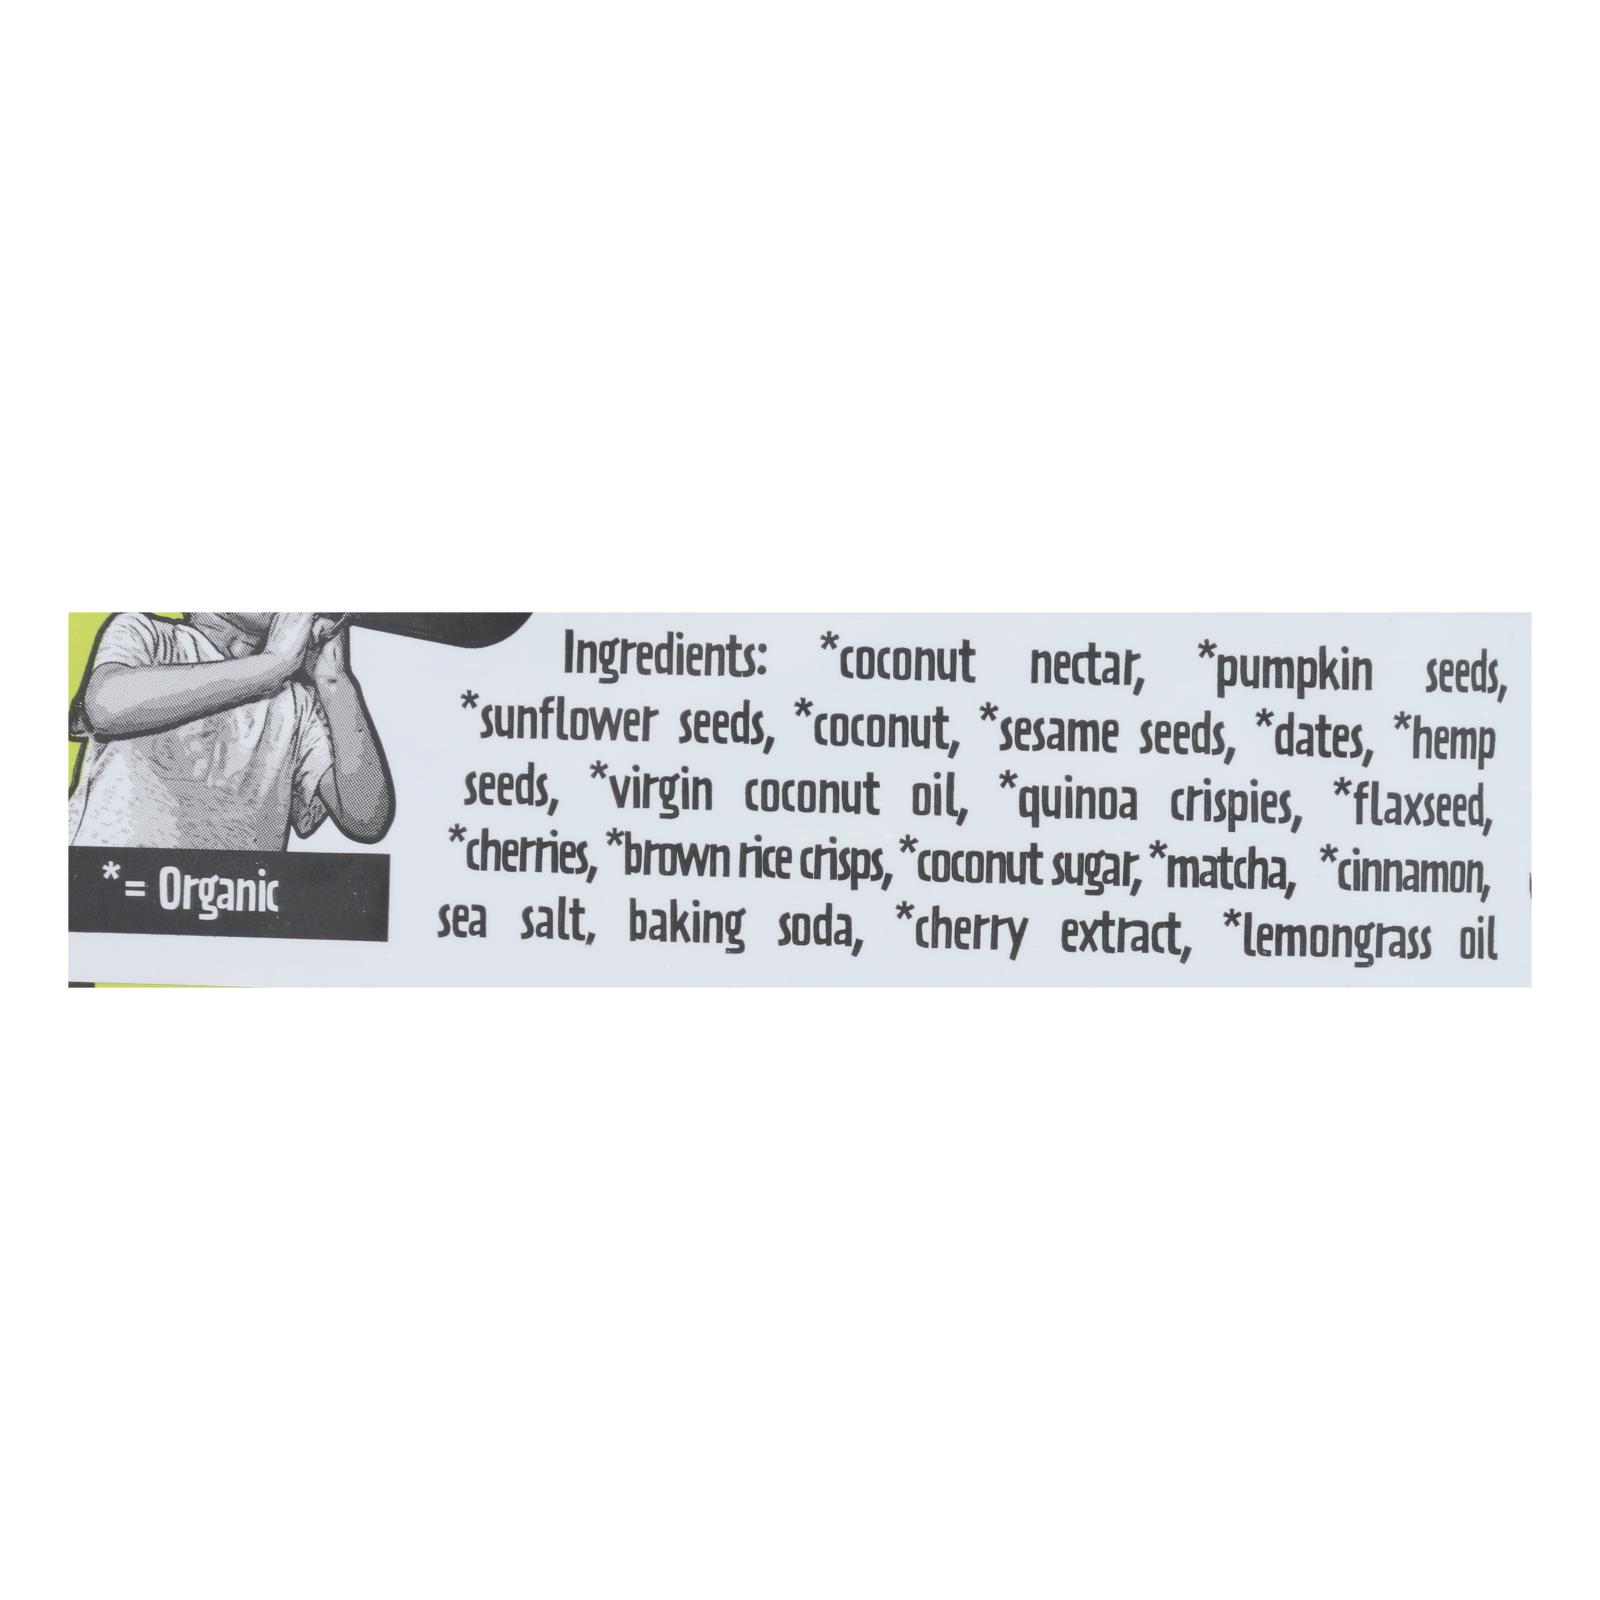 Ingredients: *coconut nectar, *pumpkin seeds,
*sunflower seeds, *coconut, *sesame seeds, *dates, *hemp
seeds, *virgin coconut oil, *quinoa crispies, *flaxseed,
*cherries, *brown rice crisps, *coconut sugar, *matcha, *cinnamon,
sea salt, baking soda, *cherry extract, *lemongrass oil
*= Organic